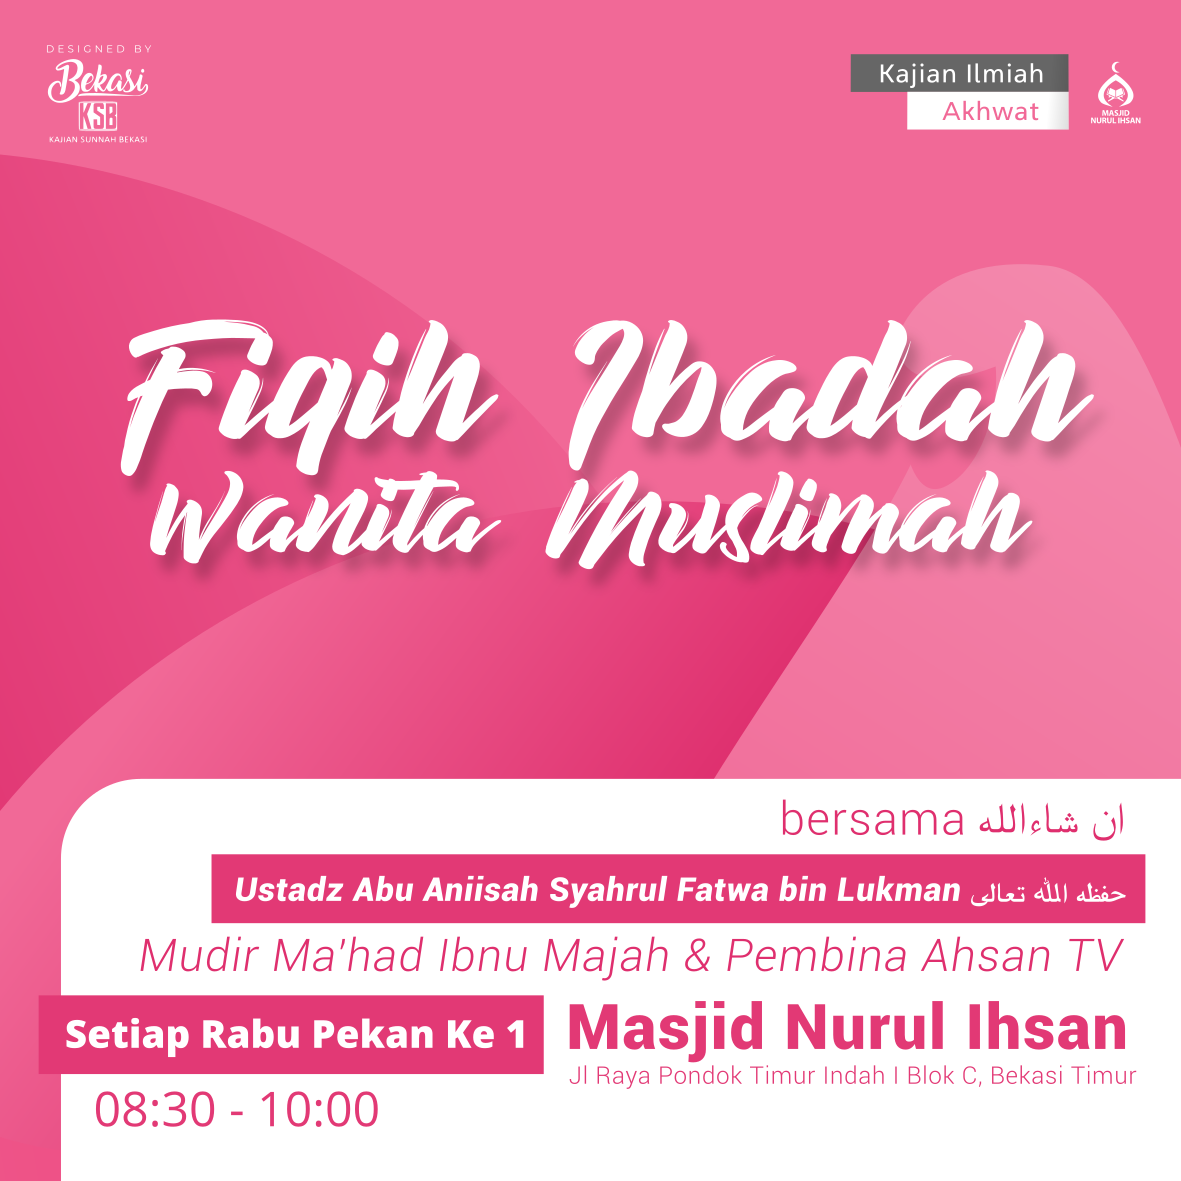 DESIGNED BY
Bekasi
KSB
KAJIAN SUNNAH BEKASI
Kajian Ilmiah
Akhwat
MASJID
NURUL IHSAN
Fiqih Ibadah
Wanita Muslimah
bersama ان شاءالله
Ustadz Abu Aniisah Syahrul Fatwa bin Lukman حفظه الله تعالى
Mudir Ma'had Ibnu Majah & Pembina Ahsan TV
Setiap Rabu Pekan Ke 1
08:30 - 10:00
Masjid Nurul Ihsan
Jl Raya Pondok Timur Indah I Blok C, Bekasi Timur